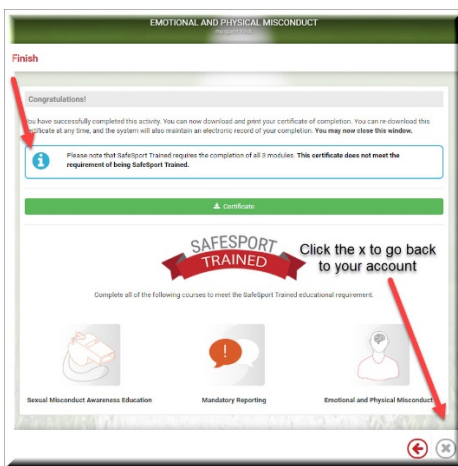 EMOTIONAL AND PHYSICAL MISCONDUCT
Finish
Congratulations!
You have successfully completed this activity. You can now download and print your certificate of completion. You can re-download this
certificate at any time, and the system will also maintain an electronic record of your completion. You may now close this window.
Please note that SafeSport Trained requires the completion of all 3 modules. This certificate does not meet the
requirement of being SafeSport Trained.
Certificate
SAFESPORT
TRAINED
Click the x to go back
to your account
Complete all of the following courses to meet the SafeSport Trained educational requirement.
Sexual Misconduct Awareness Education
Mandatory Reporting
Emotional and Physical Misconduct